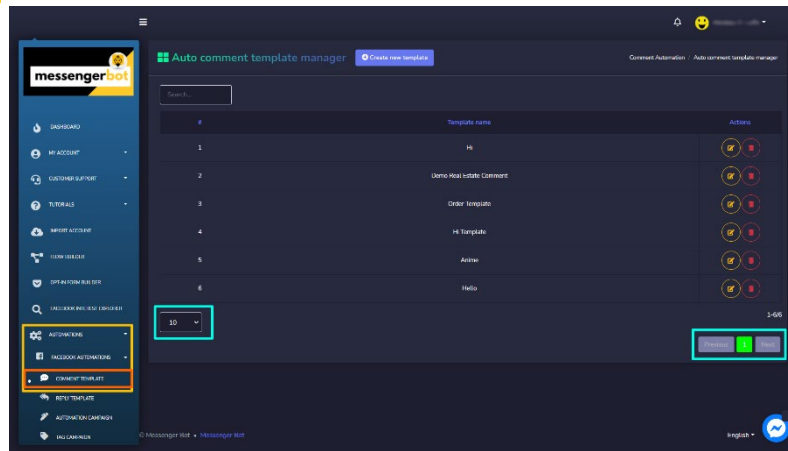 messengerbot
Auto comment template manager
Create new template
Comment Automation / Auto comment template manager
Search...
# Template name Actions
1 Hi
2 Demo Real Estate Comment
3 Order Template
4 Hi Template
5 Anime
6 Hello
10
1-6/6
Previous 1 Next
DASHBOARD
MY ACCOUNT
CUSTOMER SUPPORT
TUTORIALS
IMPORT ACCOUNT
FLOW BUILDER
OPT-IN FORM BUILDER
FACEBOOK INTEREST EXPLORER
AUTOMATIONS
FACEBOOK AUTOMATIONS
COMMENT TEMPLATE
REPLY TEMPLATE
AUTOMATION CAMPAIGN
TAG CAMPAIGN
© Messenger Bot • Messenger Bot
English